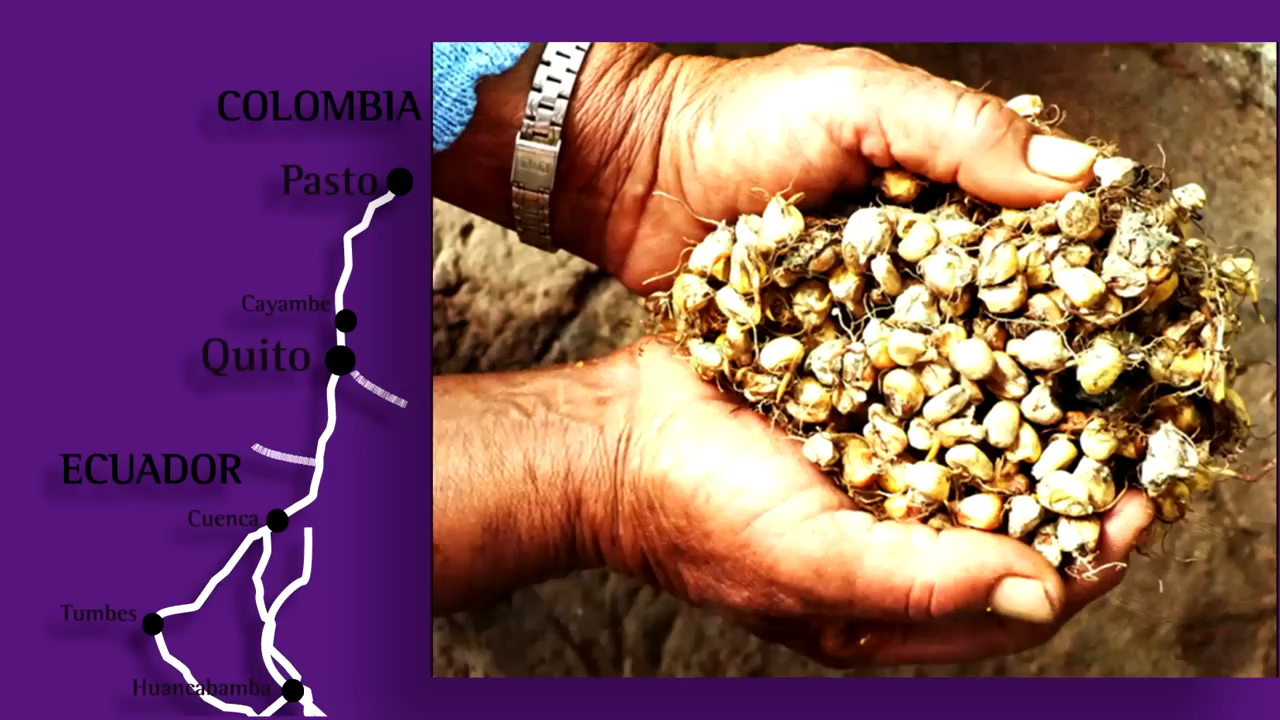 COLOMBIA
Pasto
Cayambe
Quito
ECUADOR
Cuenca
Tumbes
Huancabamba